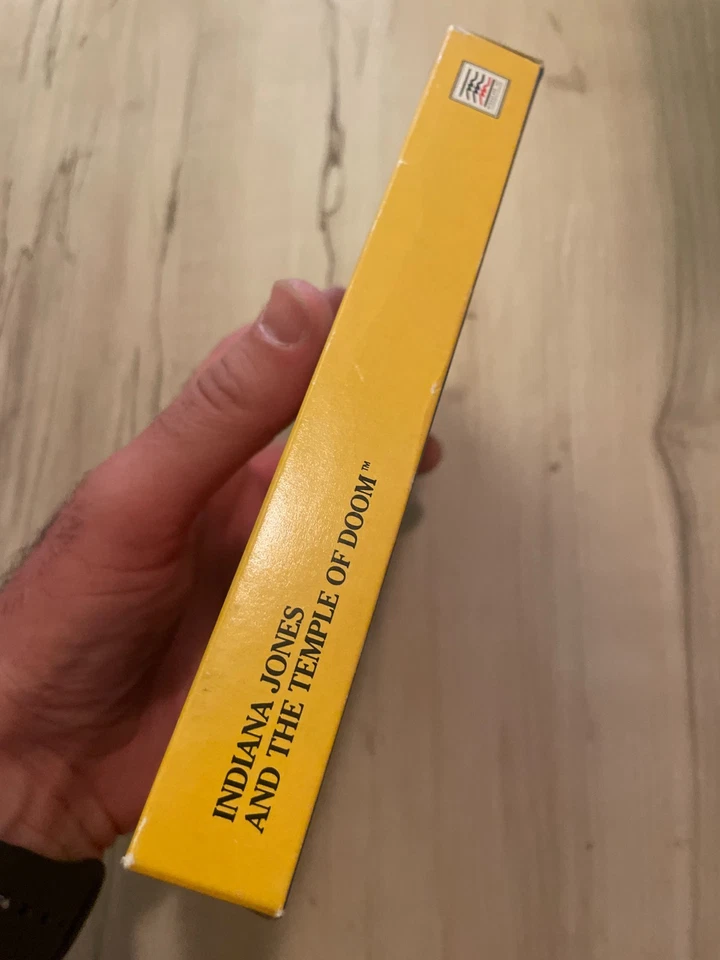 INDIANA JONES
AND THE TEMPLE OF DOOM™